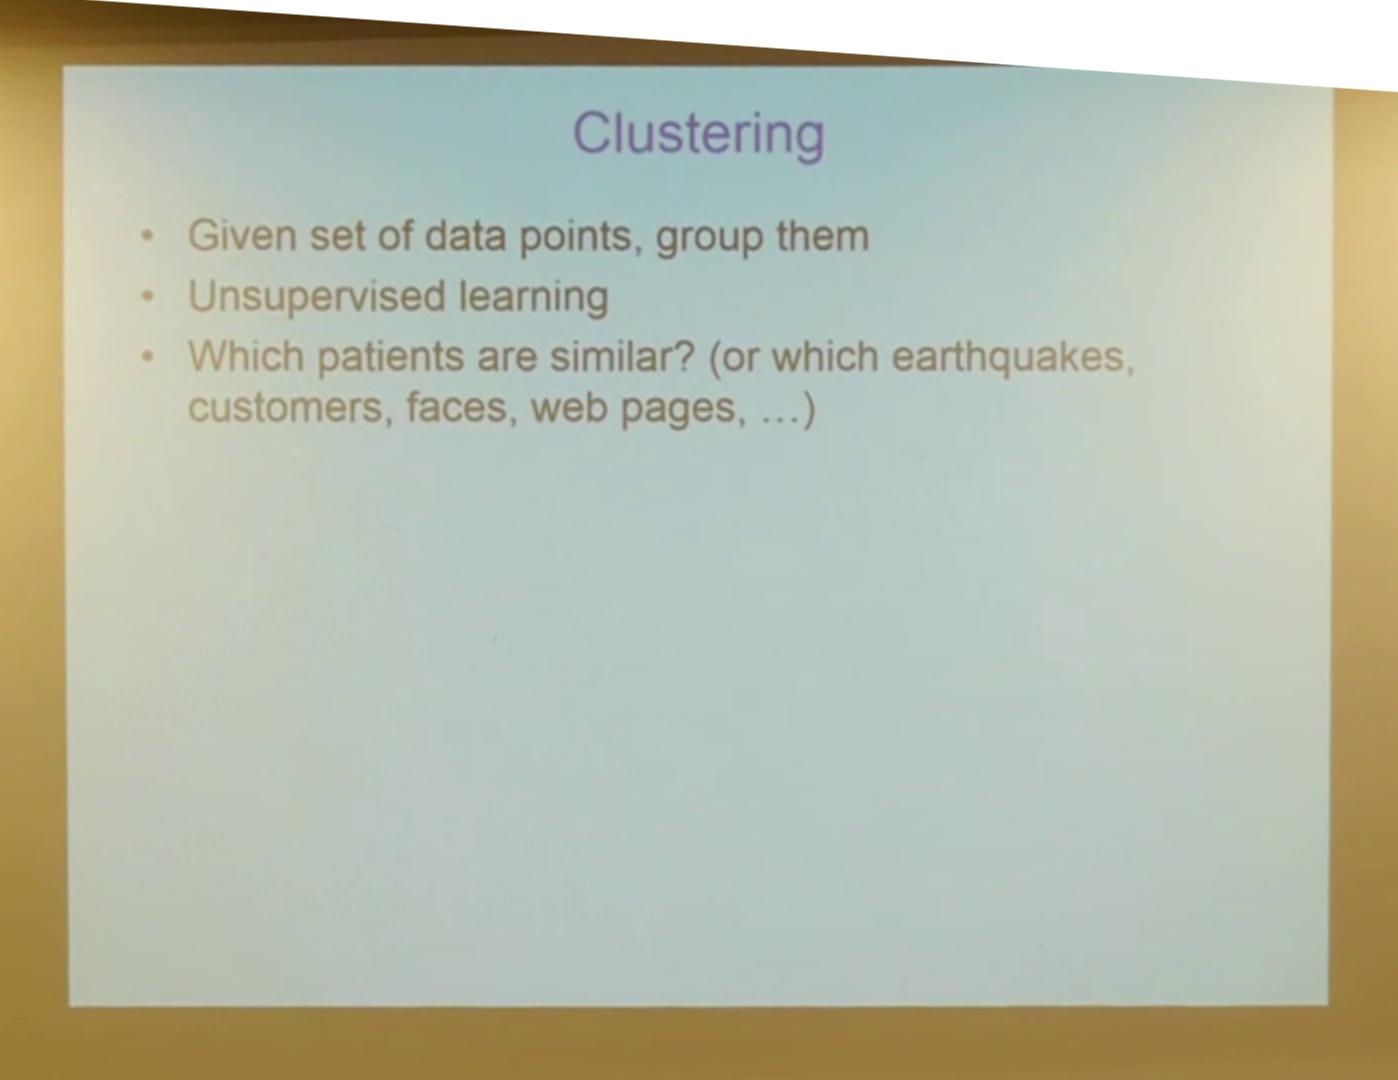 Clustering
• Given set of data points, group them
• Unsupervised learning
• Which patients are similar? (or which earthquakes,
customers, faces, web pages, …)